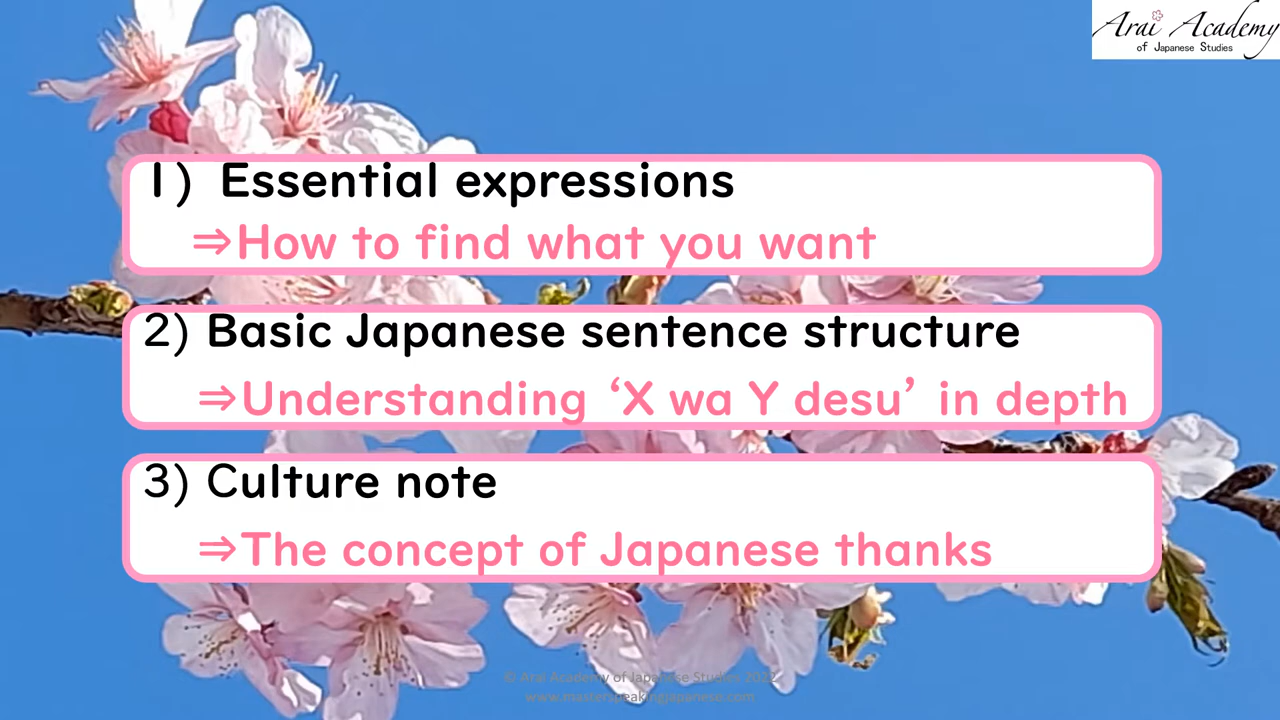 Arai Academy
of Japanese Studies
1) Essential expressions
⇒How to find what you want
2) Basic Japanese sentence structure
⇒Understanding ‘X wa Y desu’ in depth
3) Culture note
⇒The concept of Japanese thanks
© Arai Academy of Japanese Studies 2022
www.masterspeakingjapanese.com